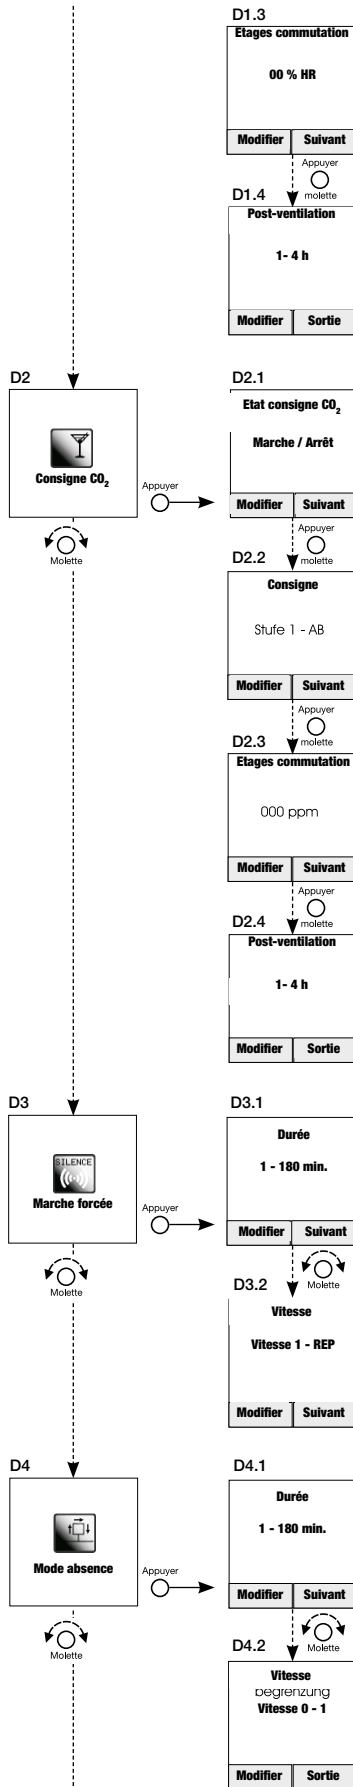 D1.3
Etages commutation
00 % HR
Modifier Suivant
Appuyer
molette
D1.4
Post-ventilation
1- 4 h
Modifier Sortie
D2
Consigne CO₂
Appuyer
Molette
D2.1
Etat consigne CO₂
Marche / Arrêt
Modifier Suivant
Appuyer
molette
D2.2
Consigne
Stufe 1 - AB
Modifier Suivant
Appuyer
molette
D2.3
Etages commutation
000 ppm
Modifier Suivant
Appuyer
molette
D2.4
Post-ventilation
1- 4 h
Modifier Sortie
D3
SILENCE
Marche forcée
Appuyer
Molette
D3.1
Durée
1 - 180 min.
Modifier Suivant
Molette
D3.2
Vitesse
Vitesse 1 - REP
Modifier Suivant
D4
Mode absence
Appuyer
Molette
D4.1
Durée
1 - 180 min.
Modifier Suivant
Molette
D4.2
Vitesse
begrenzung
Vitesse 0 - 1
Modifier Sortie